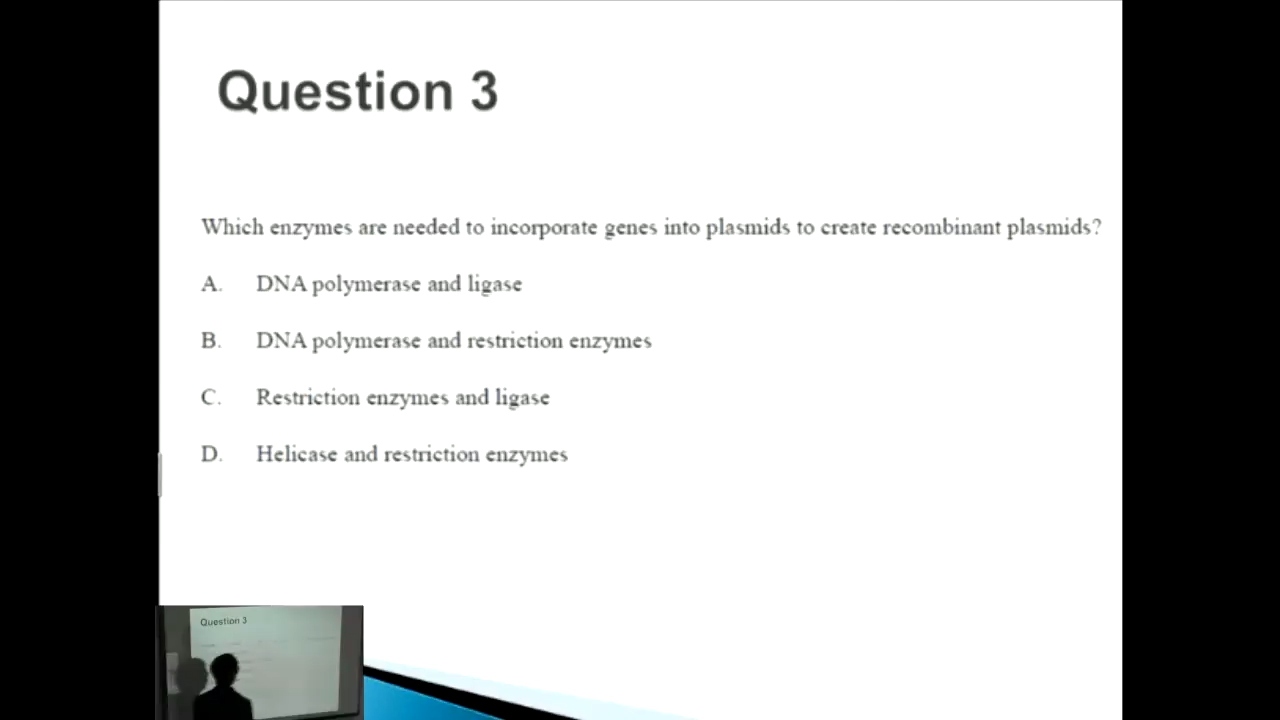 Question 3
Which enzymes are needed to incorporate genes into plasmids to create recombinant plasmids?
A. DNA polymerase and ligase
B. DNA polymerase and restriction enzymes
C. Restriction enzymes and ligase
D. Helicase and restriction enzymes
Question 3